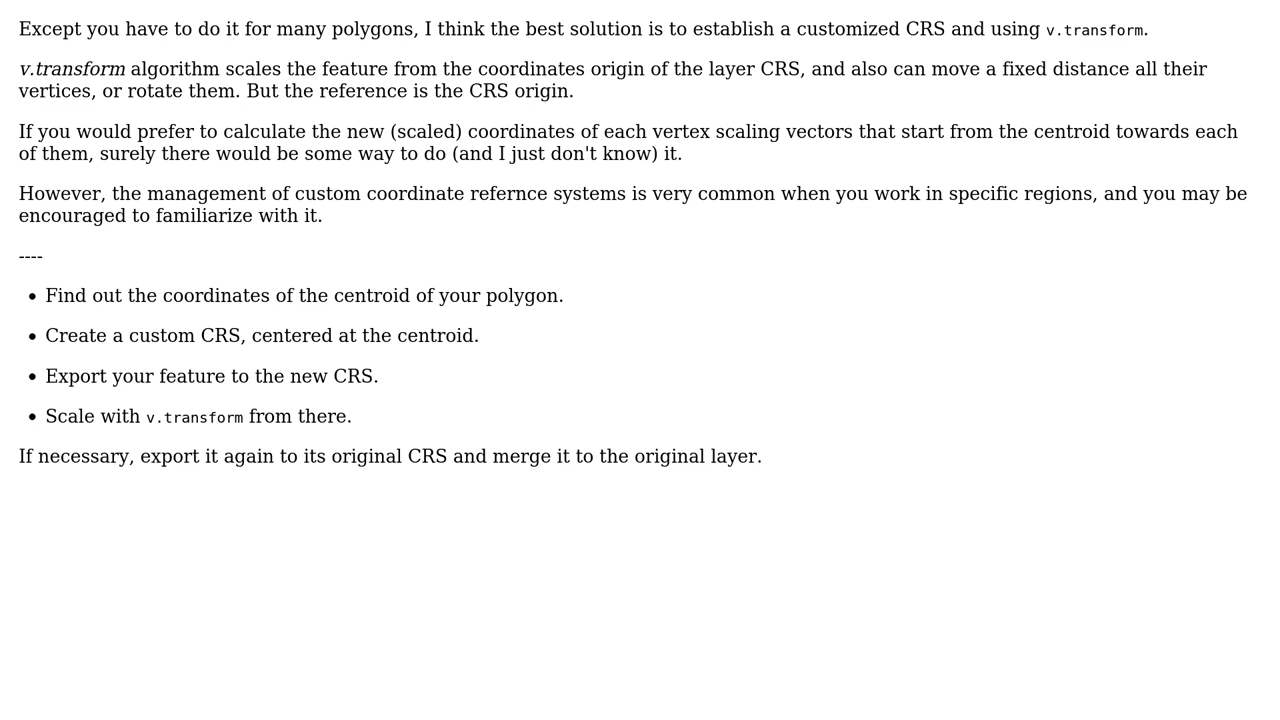 Except you have to do it for many polygons, I think the best solution is to establish a customized CRS and using v.transform.
v.transform algorithm scales the feature from the coordinates origin of the layer CRS, and also can move a fixed distance all their
vertices, or rotate them. But the reference is the CRS origin.
If you would prefer to calculate the new (scaled) coordinates of each vertex scaling vectors that start from the centroid towards each
of them, surely there would be some way to do (and I just don't know) it.
However, the management of custom coordinate refernce systems is very common when you work in specific regions, and you may be
encouraged to familiarize with it.
----
• Find out the coordinates of the centroid of your polygon.
• Create a custom CRS, centered at the centroid.
• Export your feature to the new CRS.
• Scale with v.transform from there.
If necessary, export it again to its original CRS and merge it to the original layer.